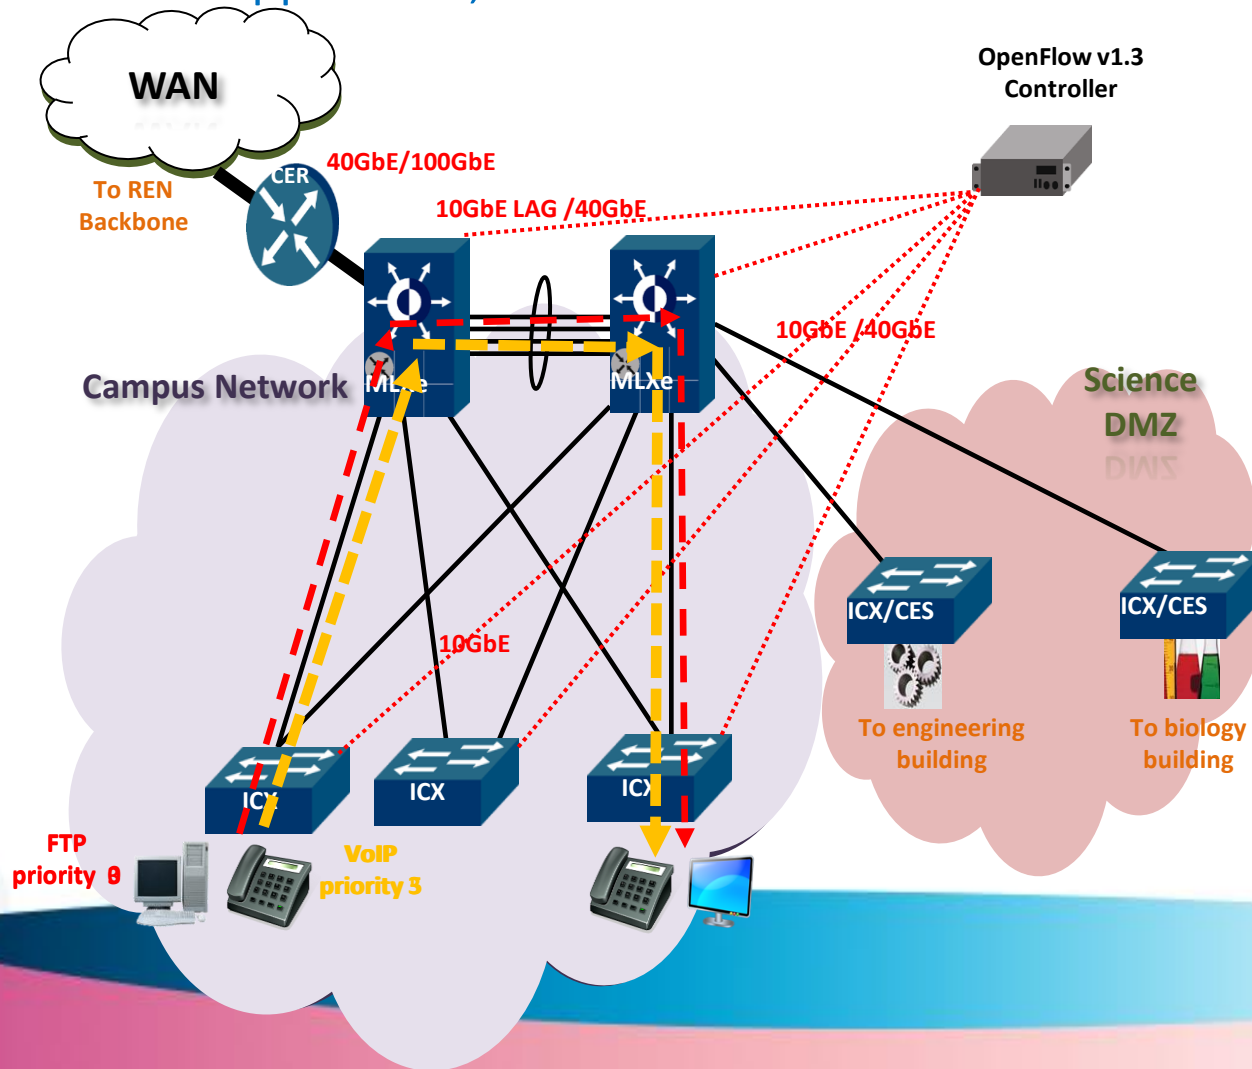 WAN
OpenFlow v1.3
Controller
40GbE/100GbE
CER
To REN
Backbone
10GbE LAG /40GbE
10GbE /40GbE
MLXe
MLXe
Campus Network
Science
DMZ
10GbE
ICX/CES
ICX/CES
To engineering
building
To biology
building
ICX
ICX
ICX
FTP
priority
VoIP
priority